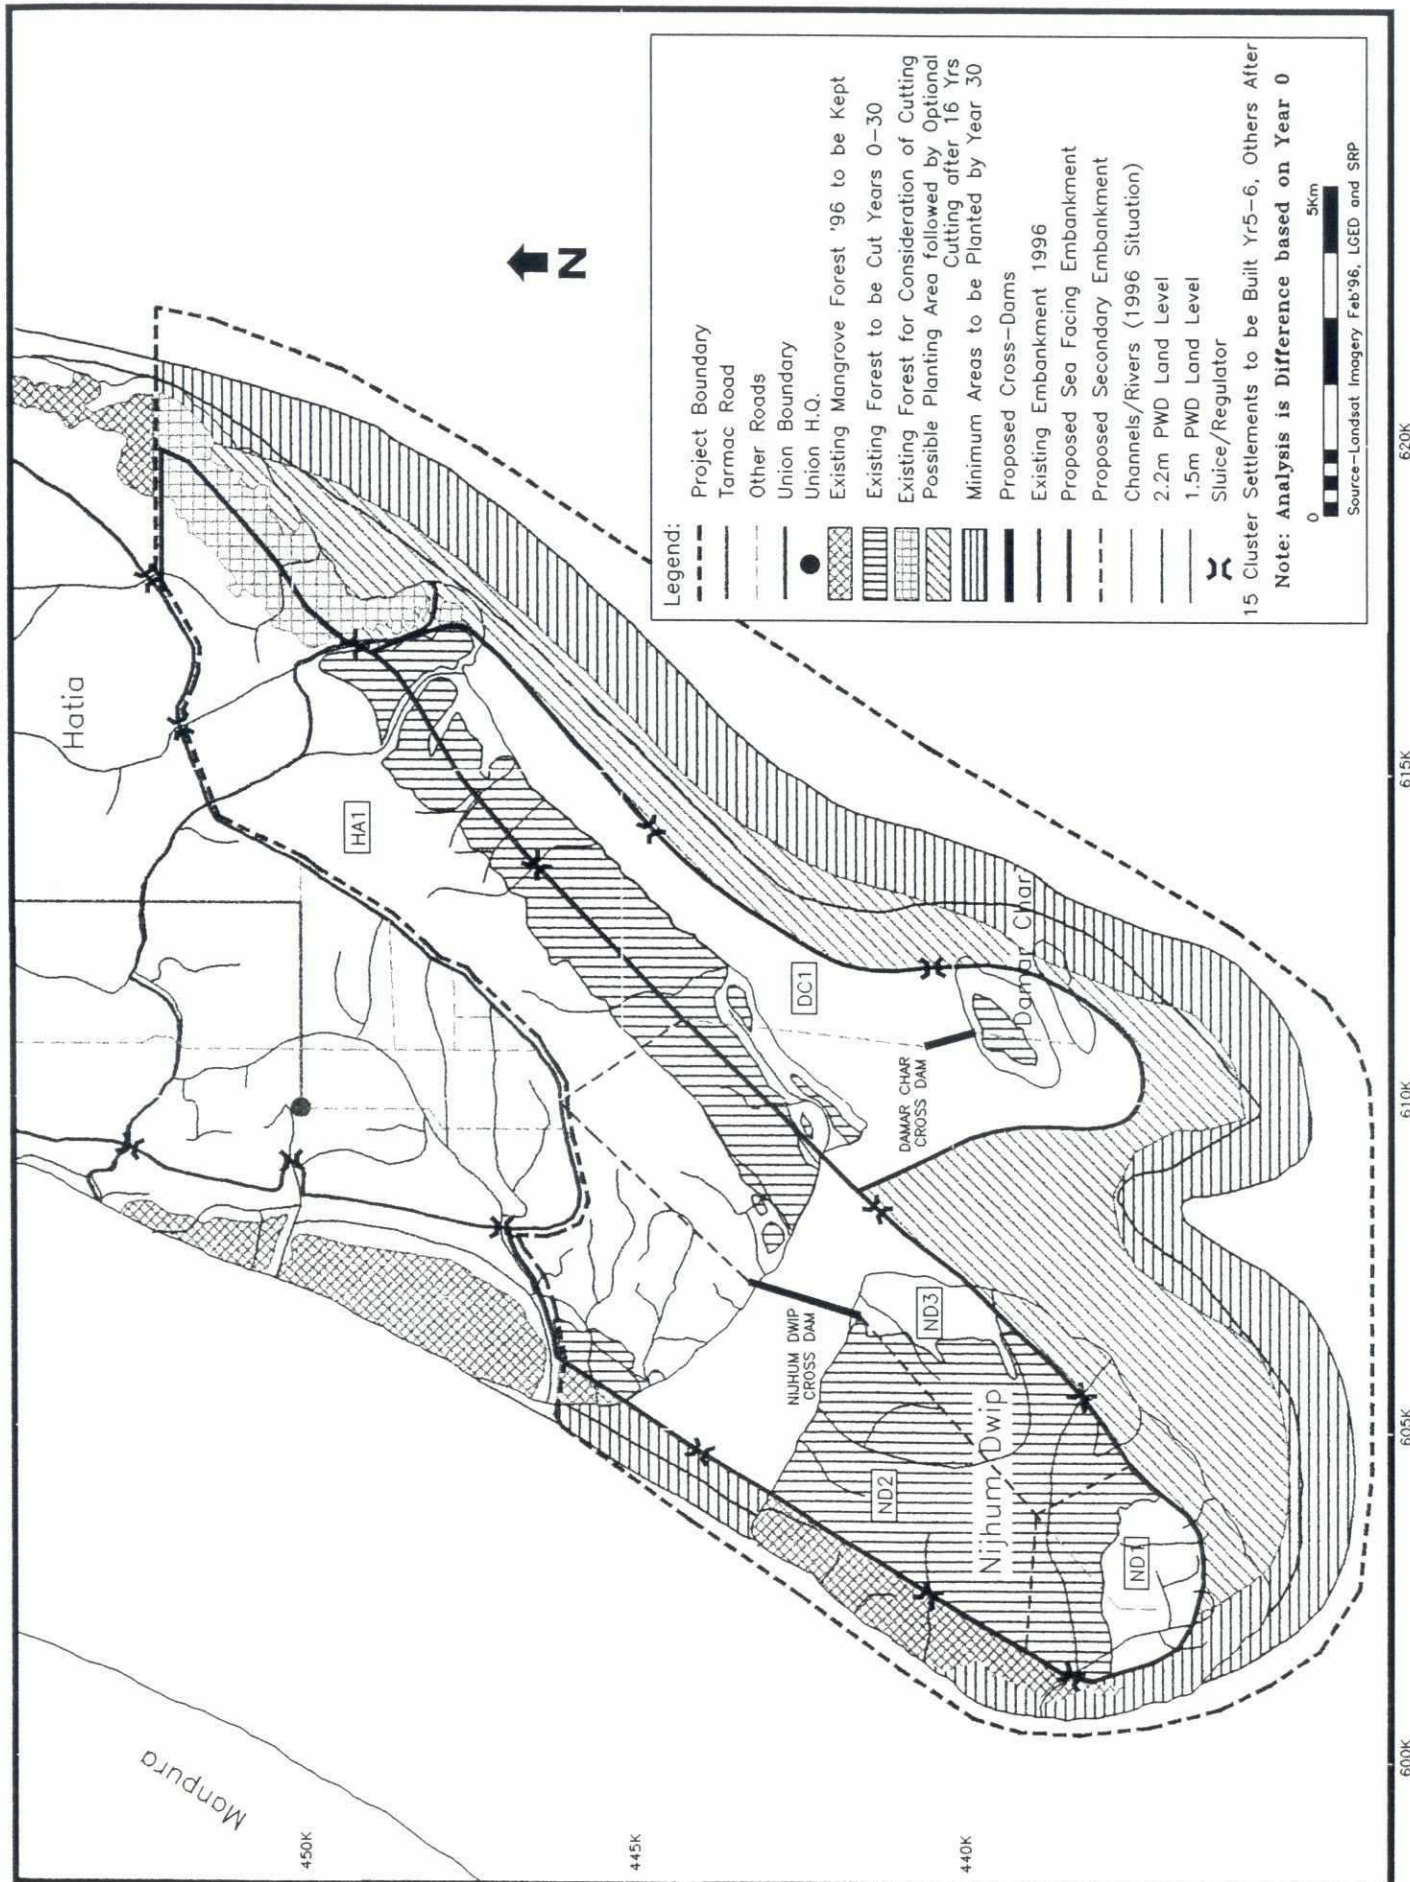 Legend:
Project Boundary
Tarmac Road
Other Roads
Union Boundary
Union H.Q.
Existing Mangrove Forest '96 to be Kept
Existing Forest to be Cut Years 0-30
Existing Forest for Consideration of Cutting
Possible Planting Area followed by Optional
Cutting after 16 Yrs
Minimum Areas to be Planted by Year 30
Proposed Cross-Dams
Existing Embankment 1996
Proposed Sea Facing Embankment
Proposed Secondary Embankment
Channels/Rivers (1996 Situation)
2.2m PWD Land Level
1.5m PWD Land Level
Sluice/Regulator
15 Cluster Settlements to be Built Yr5-6, Others After
Note: Analysis is Difference based on Year 0
0
5Km
Source-Landsat Imagery Feb'96, LGED and SRP
N
Hatia
HA1
DC1
Damar Char
DAMAR CHAR
CROSS DAM
NIJHUM DWIP
CROSS DAM
ND3
ND2
Nijhum Dwip
ND1
Manpura
450K
445K
440K
600K
605K
610K
615K
620K